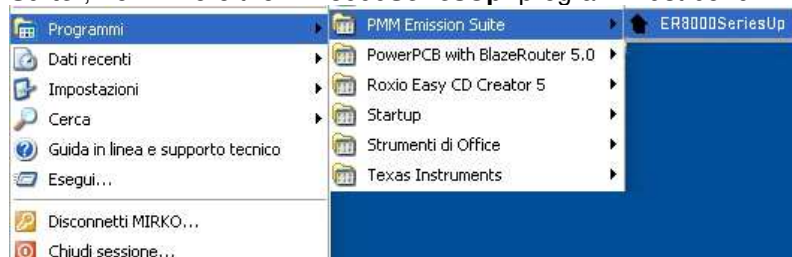 Programmi
Dati recenti
Impostazioni
Cerca
Guida in linea e supporto tecnico
Esegui...
Disconnetti MIRKO...
Chiudi sessione...
PMM Emission Suite
PowerPCB with BlazeRouter 5.0
Roxio Easy CD Creator 5
Startup
Strumenti di Office
Texas Instruments
ER8000SeriesUp